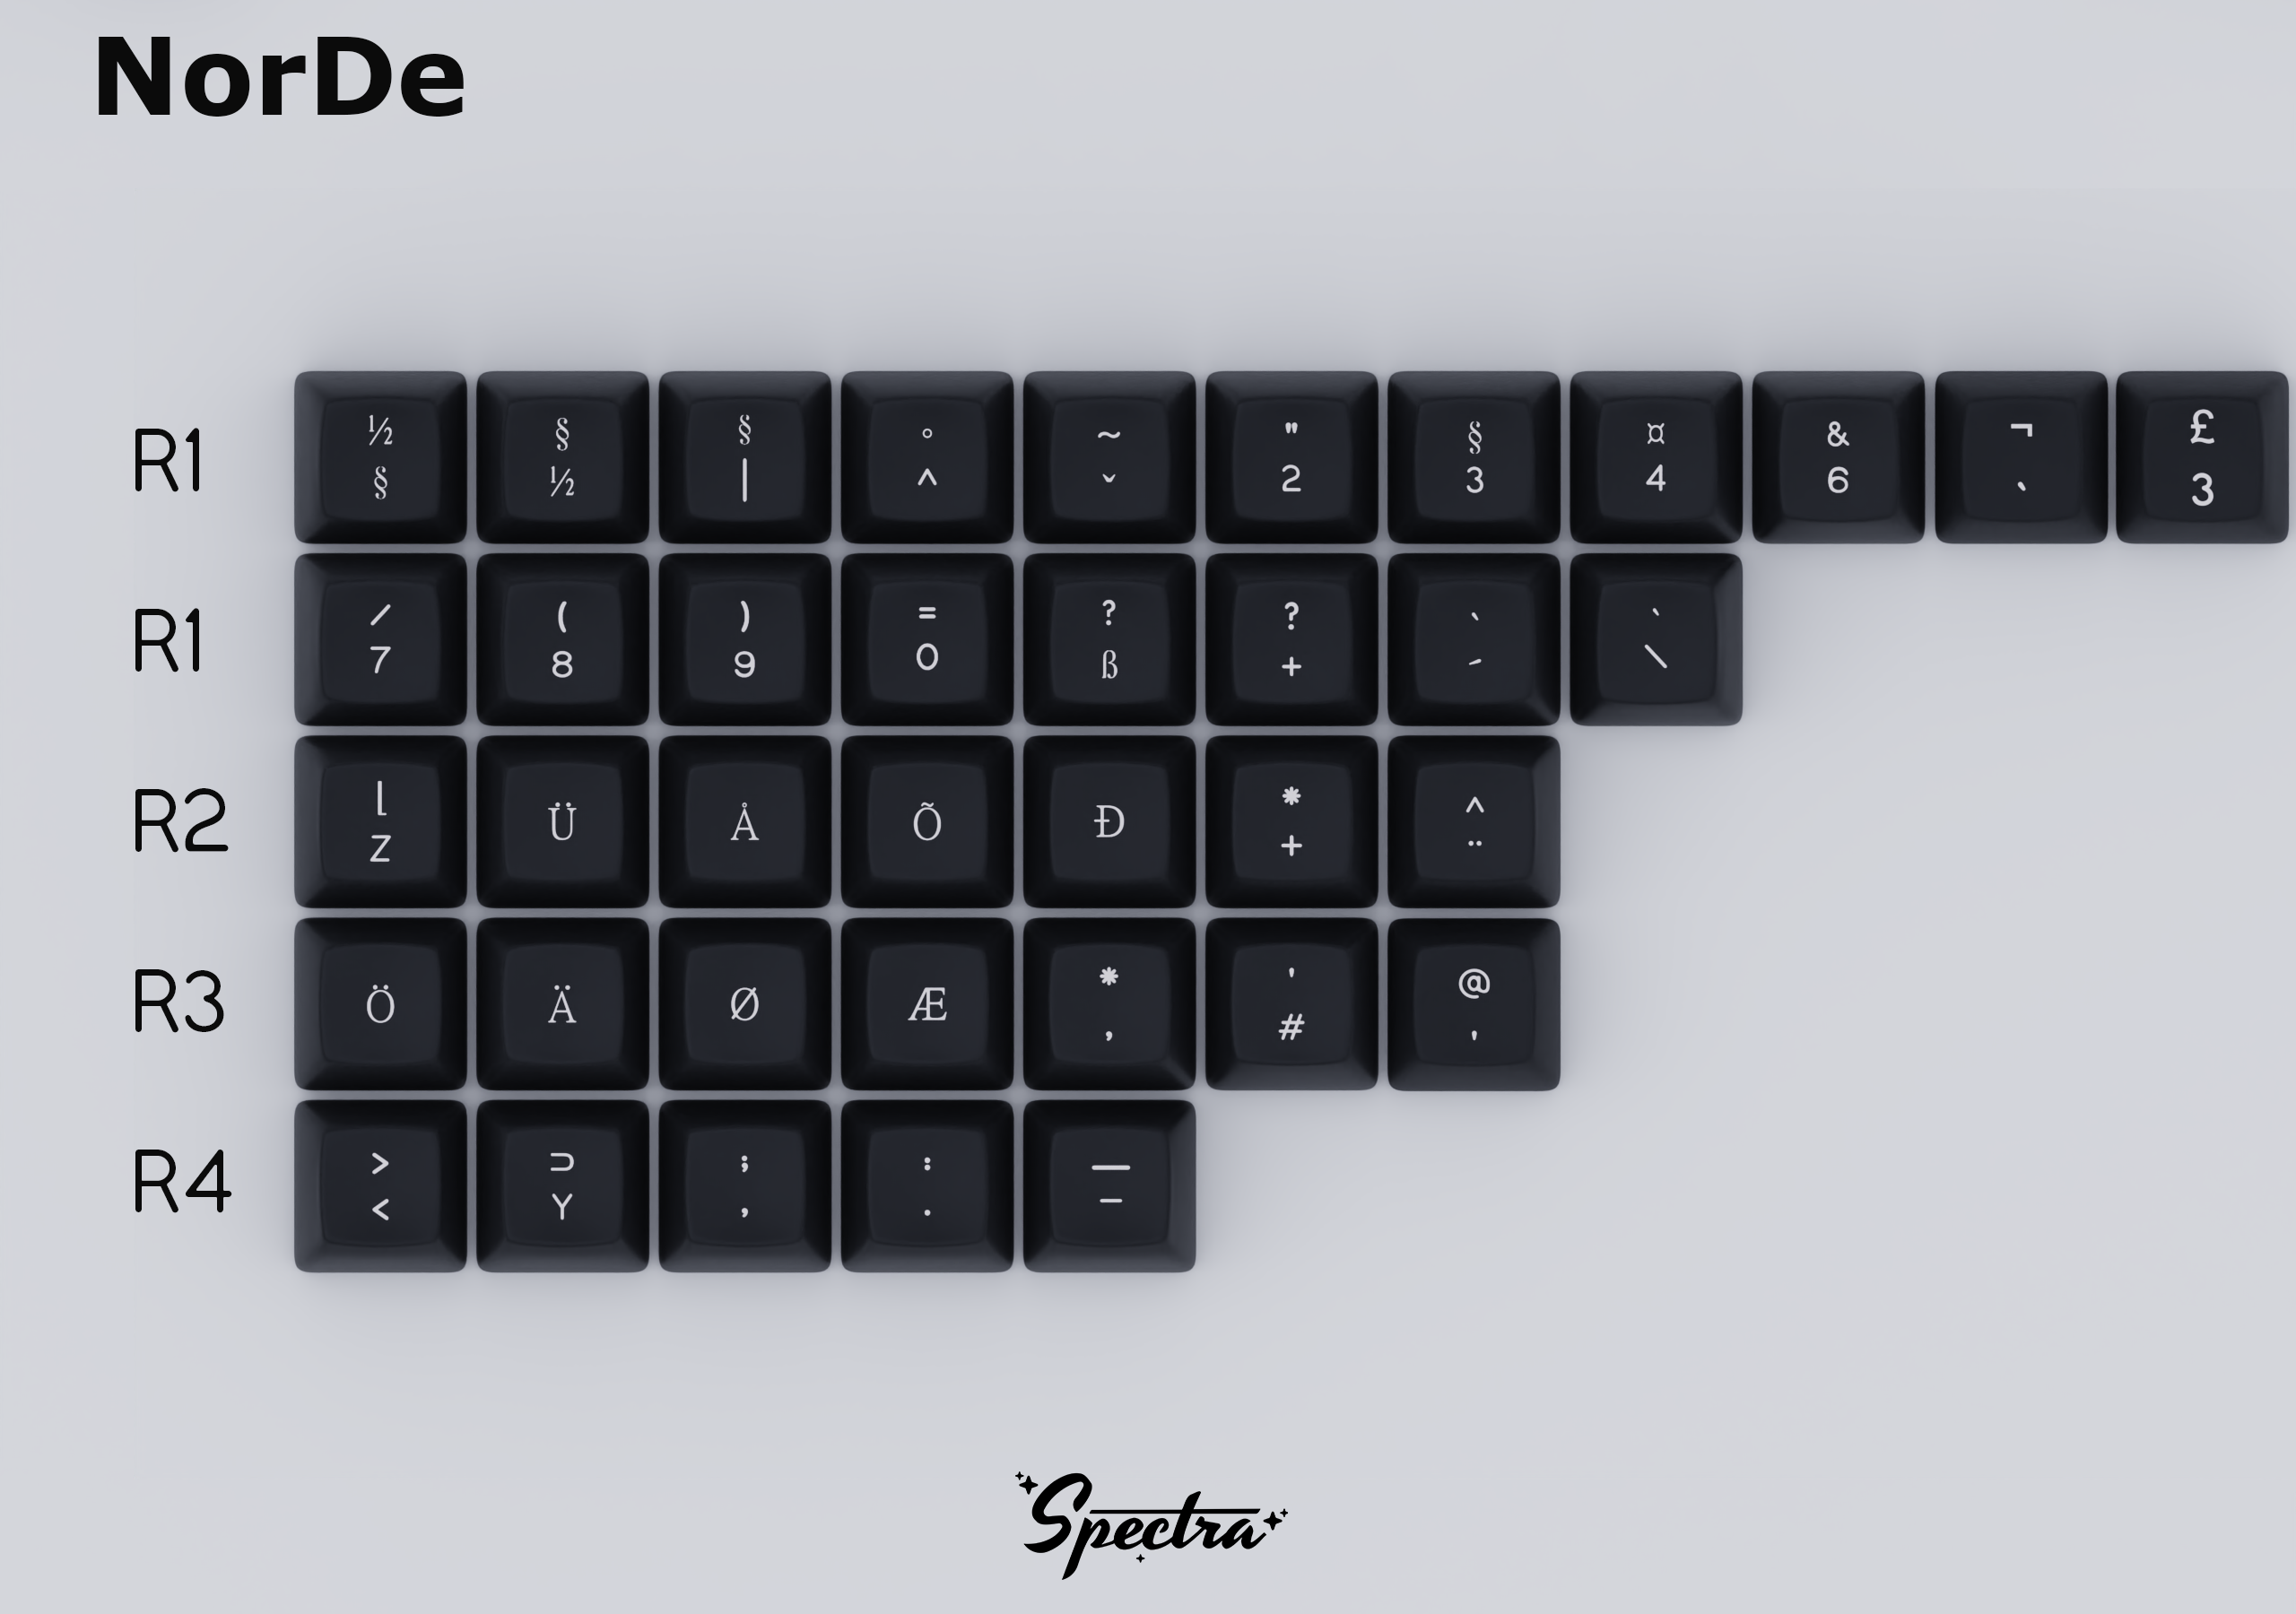 NorDe
½ § § ° ~ " § ¤ & ¬ £
R1
§ ½ | ^ ˇ 2 3 4 6 ` 3
/ ( ) = ? ? ` `
R1
7 8 9 0 ß + ´ \
[ Ü Å Õ Đ * ^
R2
Z + ¨
Ö Ä Ø Æ * ' @
R3
, # '
> ⊃ ; : —
R4
< Y , . –
Spectra